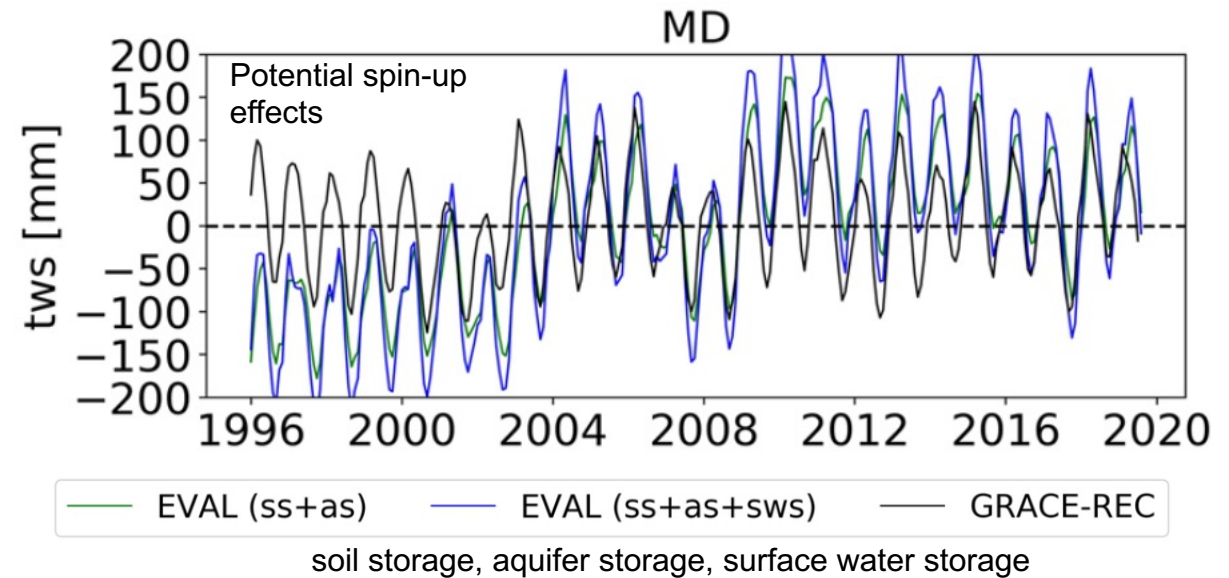 MD
200
150
100
50
0
−50
−100
−150
−200
tws [mm]
Potential spin-up
effects
1996 2000 2004 2008 2012 2016 2020
EVAL (ss+as) EVAL (ss+as+sws) GRACE-REC
soil storage, aquifer storage, surface water storage